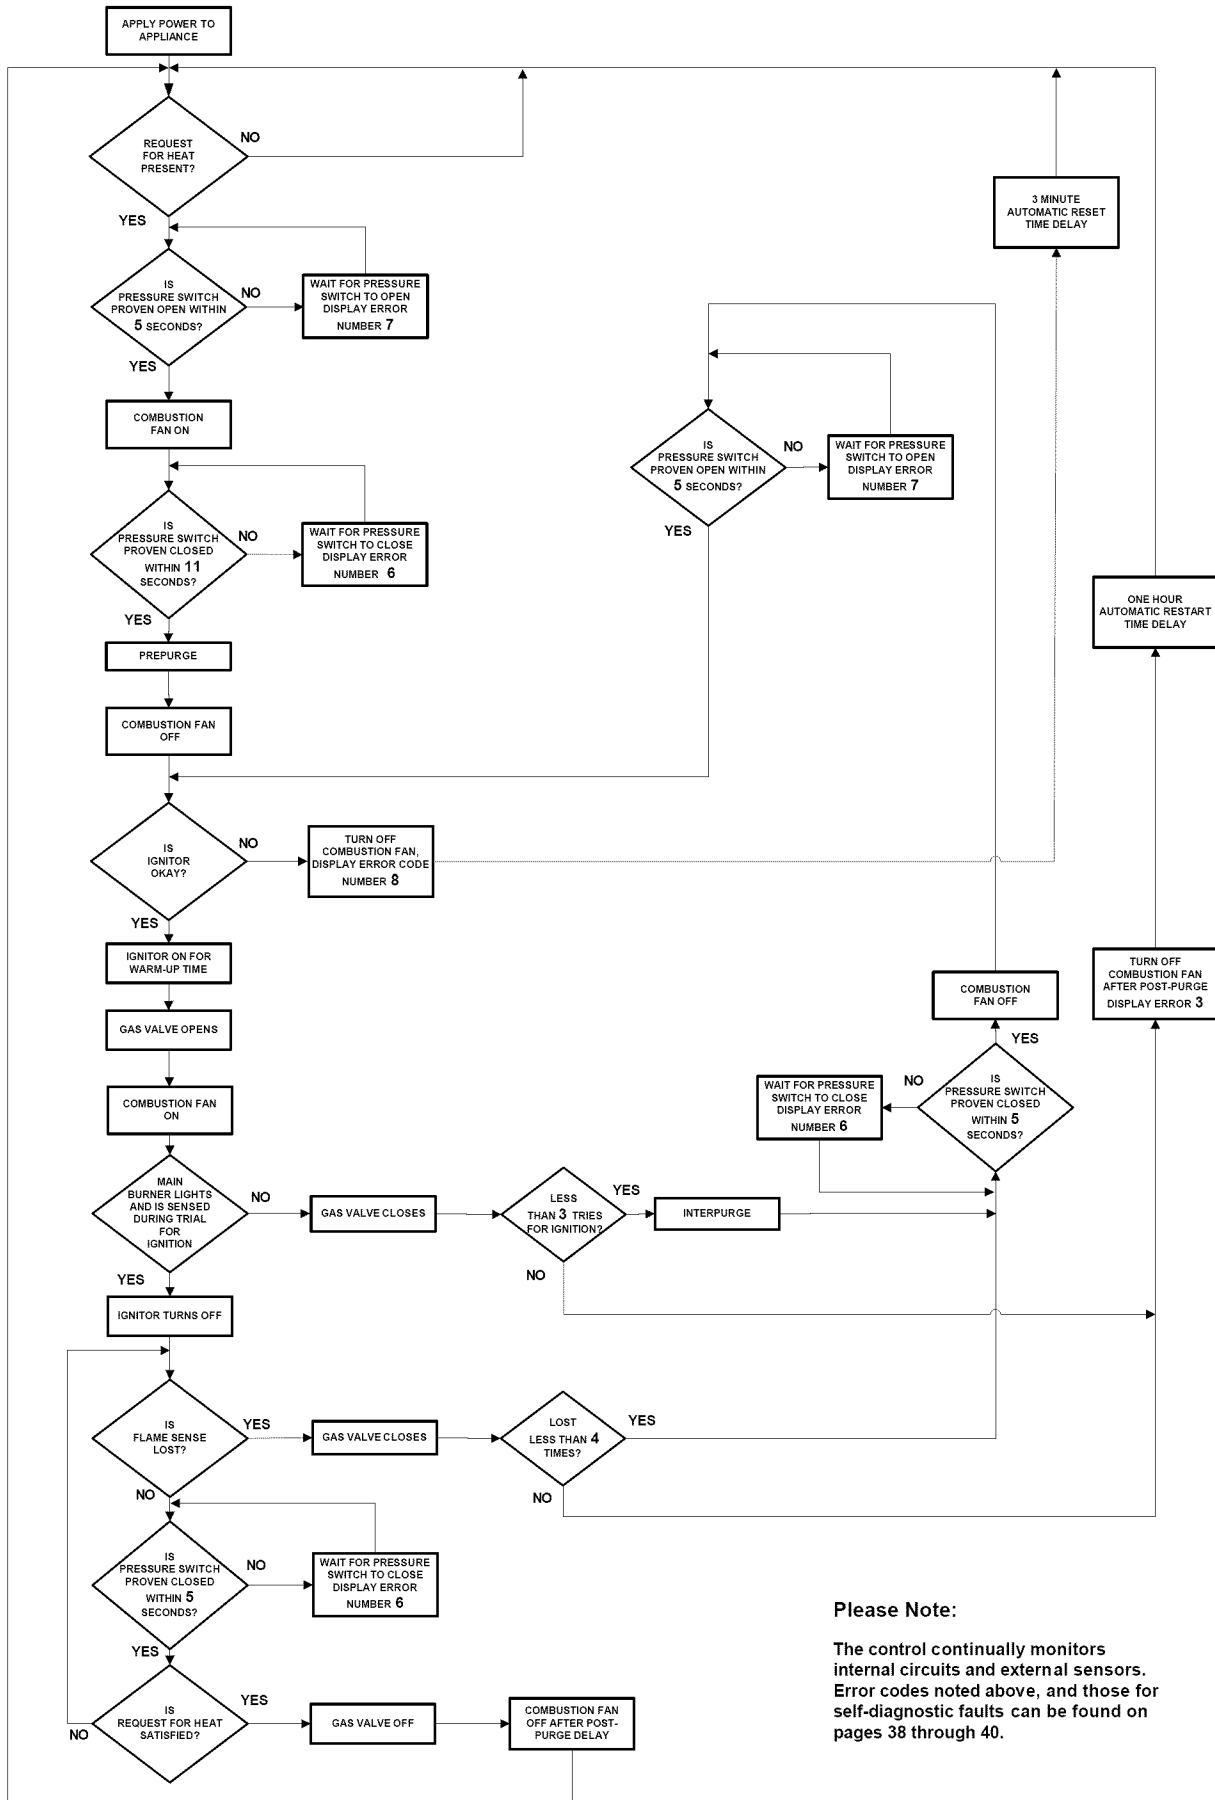 APPLY POWER TO
APPLIANCE
REQUEST
FOR HEAT
PRESENT?
NO
YES
IS
PRESSURE SWITCH
PROVEN OPEN WITHIN
5 SECONDS?
NO
WAIT FOR PRESSURE
SWITCH TO OPEN
DISPLAY ERROR
NUMBER 7
YES
COMBUSTION
FAN ON
IS
PRESSURE SWITCH
PROVEN CLOSED
WITHIN 11
SECONDS?
NO
WAIT FOR PRESSURE
SWITCH TO CLOSE
DISPLAY ERROR
NUMBER 6
YES
PREPURGE
COMBUSTION FAN
OFF
IS
IGNITOR
OKAY?
NO
TURN OFF
COMBUSTION FAN,
DISPLAY ERROR CODE
NUMBER 8
YES
IGNITOR ON FOR
WARM-UP TIME
GAS VALVE OPENS
COMBUSTION FAN
ON
MAIN
BURNER LIGHTS
AND IS SENSED
DURING TRIAL
FOR
IGNITION
NO
GAS VALVE CLOSES
LESS
THAN 3 TRIES
FOR IGNITION?
YES
INTERPURGE
NO
YES
IGNITOR TURNS OFF
IS
FLAME SENSE
LOST?
YES
GAS VALVE CLOSES
LOST
LESS THAN 4
TIMES?
YES
NO
NO
IS
PRESSURE SWITCH
PROVEN CLOSED
WITHIN 5
SECONDS?
NO
WAIT FOR PRESSURE
SWITCH TO CLOSE
DISPLAY ERROR
NUMBER 6
YES
IS
REQUEST FOR HEAT
SATISFIED?
NO
YES
GAS VALVE OFF
COMBUSTION FAN
OFF AFTER POST-
PURGE DELAY
IS
PRESSURE SWITCH
PROVEN OPEN WITHIN
5 SECONDS?
NO
WAIT FOR PRESSURE
SWITCH TO OPEN
DISPLAY ERROR
NUMBER 7
YES
COMBUSTION
FAN OFF
YES
IS
PRESSURE SWITCH
PROVEN CLOSED
WITHIN 5
SECONDS?
NO
WAIT FOR PRESSURE
SWITCH TO CLOSE
DISPLAY ERROR
NUMBER 6
3 MINUTE
AUTOMATIC RESET
TIME DELAY
ONE HOUR
AUTOMATIC RESTART
TIME DELAY
TURN OFF
COMBUSTION FAN
AFTER POST-PURGE
DISPLAY ERROR 3
Please Note:
The control continually monitors
internal circuits and external sensors.
Error codes noted above, and those for
self-diagnostic faults can be found on
pages 38 through 40.